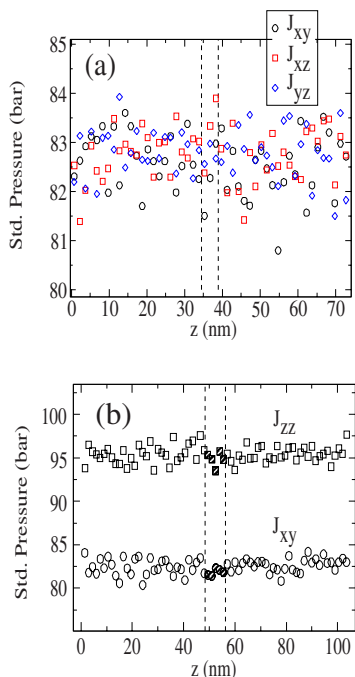 J_xy
J_xz
J_yz
(a)
Std. Pressure (bar)
85
84
83
82
81
80
0 10 20 30 40 50 60 70
z (nm)
(b)
J_zz
J_xy
Std. Pressure (bar)
100
95
90
85
80
0 20 40 60 80 100
z (nm)